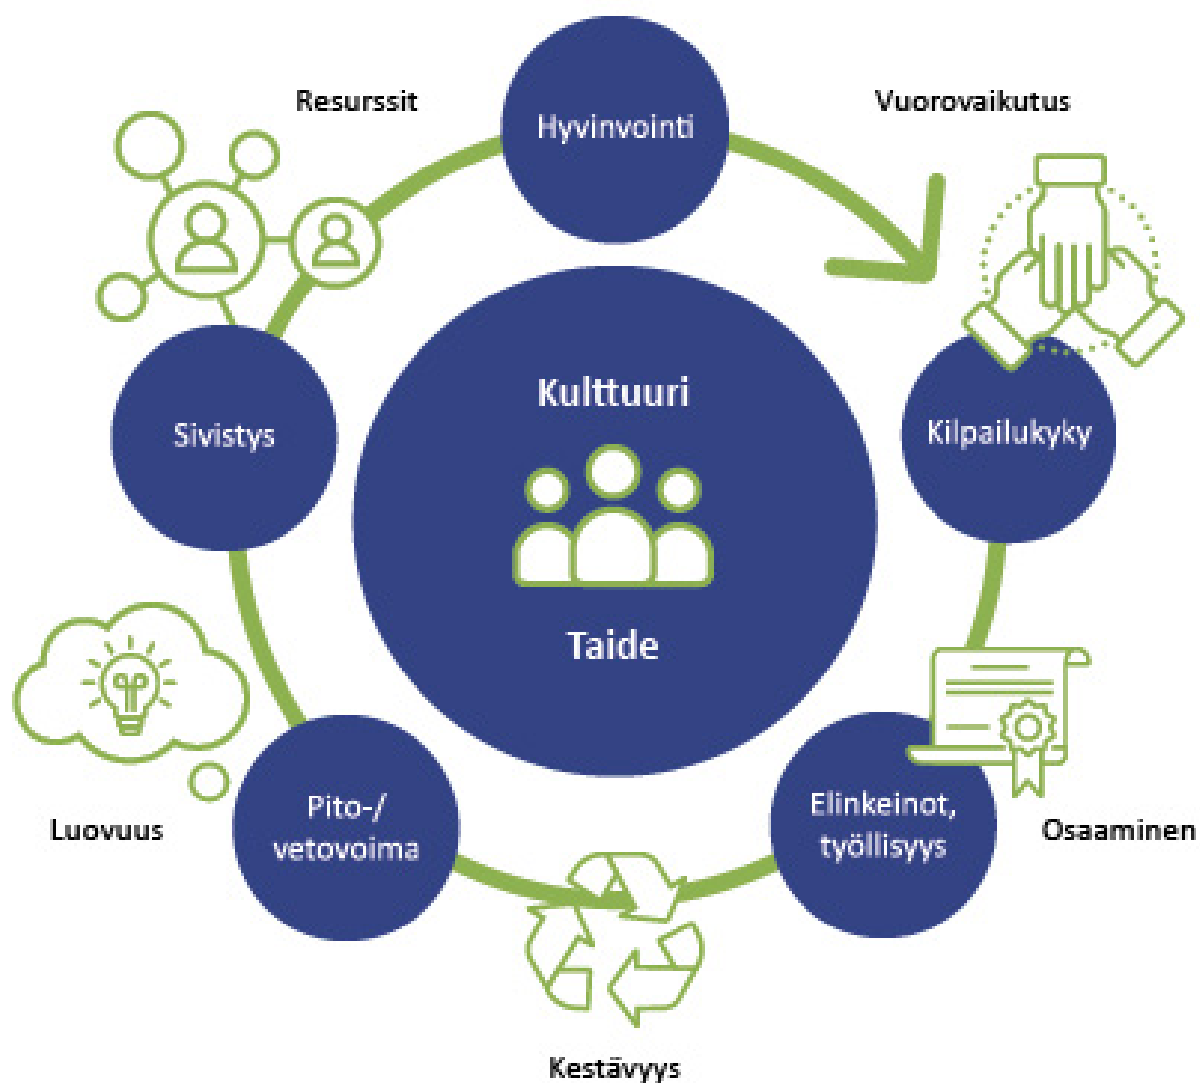 Resurssit
Hyvinvointi
Vuorovaikutus
Sivistys
Kulttuuri
Taide
Kilpailukyky
Luovuus
Pito-/
vetovoima
Elinkeinot,
työllisyys
Osaaminen
Kestävyys